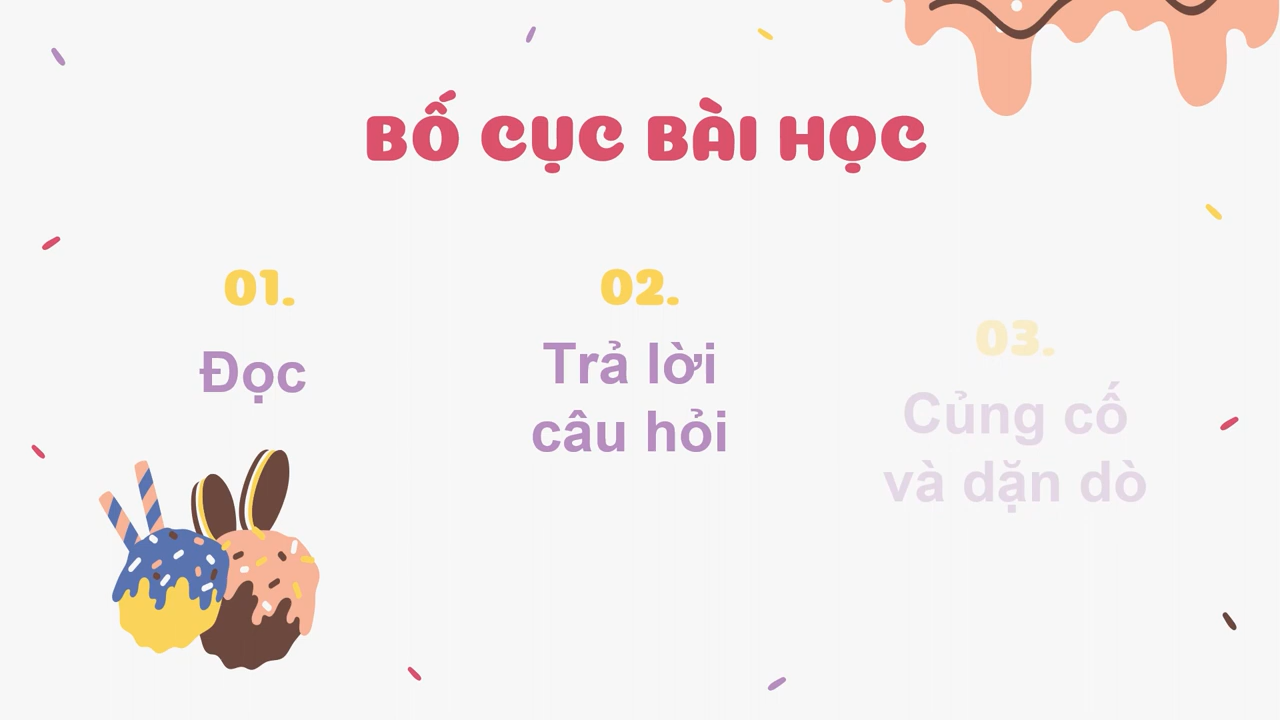 BỐ CỤC BÀI HỌC
01.
Đọc
02.
Trả lời
câu hỏi
03.
Củng cố
và dặn dò